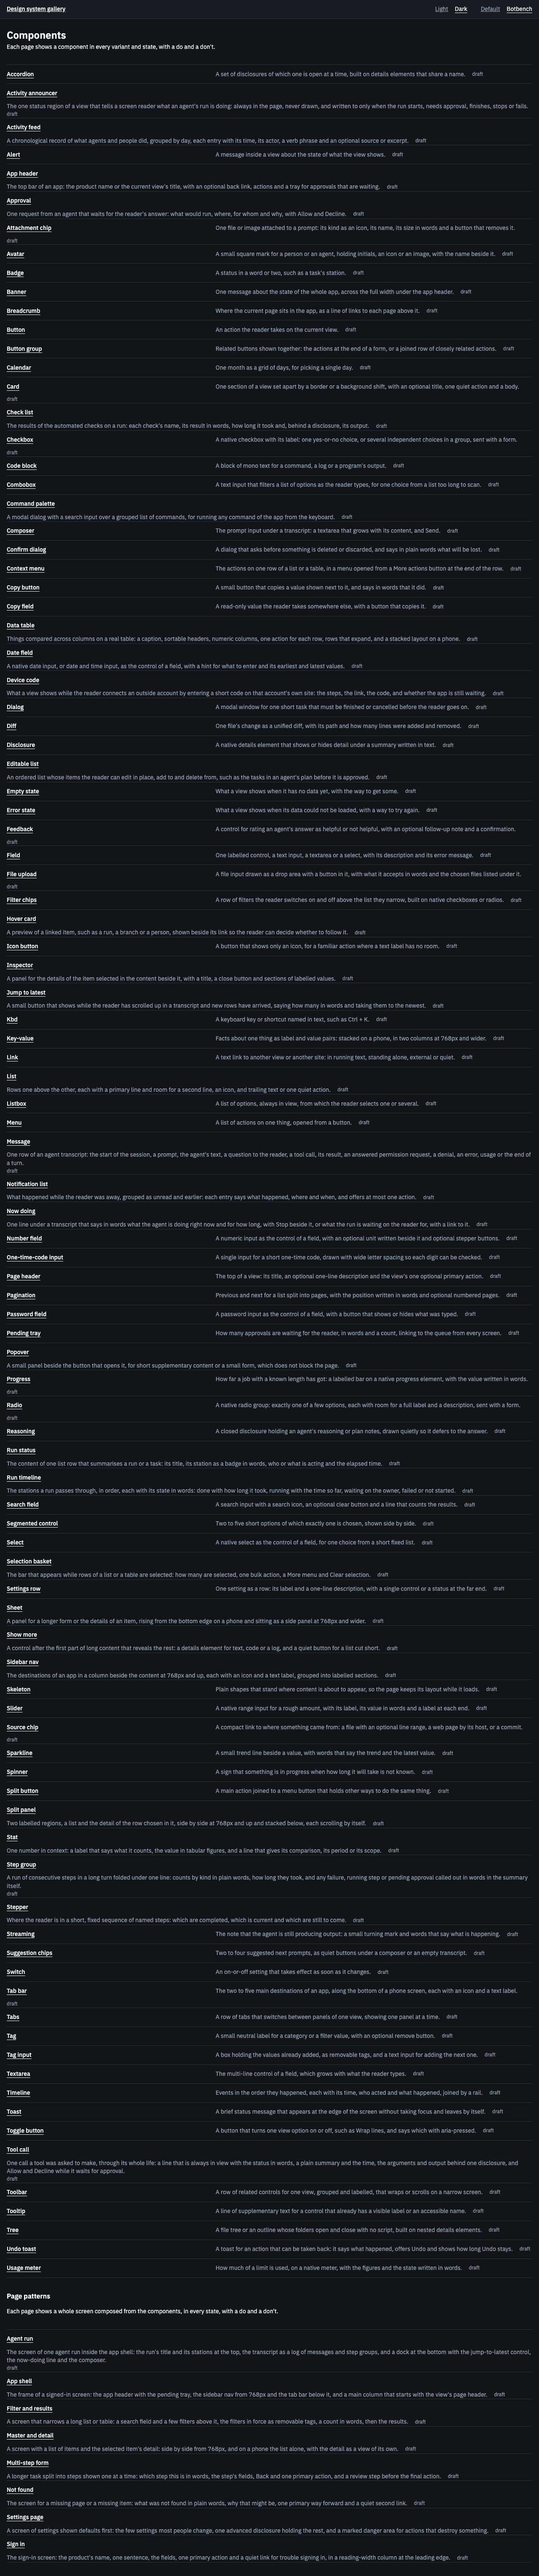 Design system gallery
Light Dark Default Botbench
Components
Each page shows a component in every variant and state, with a do and a don't.
Accordion A set of disclosures of which one is open at a time, built on details elements that share a name. draft
Activity announcer
The one status region of a view that tells a screen reader what an agent's run is doing: always in the page, never drawn, and written to only when the run starts, needs approval, finishes, stops or fails.
draft
Activity feed
A chronological record of what agents and people did, grouped by day, each entry with its time, its actor, a verb phrase and an optional source or excerpt. draft
Alert A message inside a view about the state of what the view shows. draft
App header
The top bar of an app: the product name or the current view's title, with an optional back link, actions and a tray for approvals that are waiting. draft
Approval
One request from an agent that waits for the reader's answer: what would run, where, for whom and why, with Allow and Decline. draft
Attachment chip One file or image attached to a prompt: its kind as an icon, its name, its size in words and a button that removes it.
draft
Avatar A small square mark for a person or an agent, holding initials, an icon or an image, with the name beside it. draft
Badge A status in a word or two, such as a task's station. draft
Banner One message about the state of the whole app, across the full width under the app header. draft
Breadcrumb Where the current page sits in the app, as a line of links to each page above it. draft
Button An action the reader takes on the current view. draft
Button group Related buttons shown together: the actions at the end of a form, or a joined row of closely related actions. draft
Calendar One month as a grid of days, for picking a single day. draft
Card One section of a view set apart by a border or a background shift, with an optional title, one quiet action and a body.
draft
Check list
The results of the automated checks on a run: each check's name, its result in words, how long it took and, behind a disclosure, its output. draft
Checkbox A native checkbox with its label: one yes-or-no choice, or several independent choices in a group, sent with a form.
draft
Code block A block of mono text for a command, a log or a program's output. draft
Combobox A text input that filters a list of options as the reader types, for one choice from a list too long to scan. draft
Command palette
A modal dialog with a search input over a grouped list of commands, for running any command of the app from the keyboard. draft
Composer The prompt input under a transcript: a textarea that grows with its content, and Send. draft
Confirm dialog A dialog that asks before something is deleted or discarded, and says in plain words what will be lost. draft
Context menu The actions on one row of a list or a table, in a menu opened from a More actions button at the end of the row. draft
Copy button A small button that copies a value shown next to it, and says in words that it did. draft
Copy field A read-only value the reader takes somewhere else, with a button that copies it. draft
Data table
Things compared across columns on a real table: a caption, sortable headers, numeric columns, one action for each row, rows that expand, and a stacked layout on a phone. draft
Date field
A native date input, or date and time input, as the control of a field, with a hint for what to enter and its earliest and latest values. draft
Device code
What a view shows while the reader connects an outside account by entering a short code on that account's own site: the steps, the link, the code, and whether the app is still waiting. draft
Dialog A modal window for one short task that must be finished or cancelled before the reader goes on. draft
Diff One file's change as a unified diff, with its path and how many lines were added and removed. draft
Disclosure A native details element that shows or hides detail under a summary written in text. draft
Editable list
An ordered list whose items the reader can edit in place, add to and delete from, such as the tasks in an agent's plan before it is approved. draft
Empty state What a view shows when it has no data yet, with the way to get some. draft
Error state What a view shows when its data could not be loaded, with a way to try again. draft
Feedback A control for rating an agent's answer as helpful or not helpful, with an optional follow-up note and a confirmation.
draft
Field One labelled control, a text input, a textarea or a select, with its description and its error message. draft
File upload A file input drawn as a drop area with a button in it, with what it accepts in words and the chosen files listed under it.
draft
Filter chips A row of filters the reader switches on and off above the list they narrow, built on native checkboxes or radios. draft
Hover card
A preview of a linked item, such as a run, a branch or a person, shown beside its link so the reader can decide whether to follow it. draft
Icon button A button that shows only an icon, for a familiar action where a text label has no room. draft
Inspector
A panel for the details of the item selected in the content beside it, with a title, a close button and sections of labelled values. draft
Jump to latest
A small button that shows while the reader has scrolled up in a transcript and new rows have arrived, saying how many in words and taking them to the newest. draft
Kbd A keyboard key or shortcut named in text, such as Ctrl + K. draft
Key-value Facts about one thing as label and value pairs: stacked on a phone, in two columns at 768px and wider. draft
Link A text link to another view or another site: in running text, standing alone, external or quiet. draft
List
Rows one above the other, each with a primary line and room for a second line, an icon, and trailing text or one quiet action. draft
Listbox A list of options, always in view, from which the reader selects one or several. draft
Menu A list of actions on one thing, opened from a button. draft
Message
One row of an agent transcript: the start of the session, a prompt, the agent's text, a question to the reader, a tool call, its result, an answered permission request, a denial, an error, usage or the end of
a turn.
draft
Notification list
What happened while the reader was away, grouped as unread and earlier: each entry says what happened, where and when, and offers at most one action. draft
Now doing
One line under a transcript that says in words what the agent is doing right now and for how long, with Stop beside it, or what the run is waiting on the reader for, with a link to it. draft
Number field A numeric input as the control of a field, with an optional unit written beside it and optional stepper buttons. draft
One-time-code input A single input for a short one-time code, drawn with wide letter spacing so each digit can be checked. draft
Page header The top of a view: its title, an optional one-line description and the view's one optional primary action. draft
Pagination Previous and next for a list split into pages, with the position written in words and optional numbered pages. draft
Password field A password input as the control of a field, with a button that shows or hides what was typed. draft
Pending tray How many approvals are waiting for the reader, in words and a count, linking to the queue from every screen. draft
Popover
A small panel beside the button that opens it, for short supplementary content or a small form, which does not block the page. draft
Progress How far a job with a known length has got: a labelled bar on a native progress element, with the value written in words.
draft
Radio A native radio group: exactly one of a few options, each with room for a full label and a description, sent with a form.
draft
Reasoning A closed disclosure holding an agent's reasoning or plan notes, drawn quietly so it defers to the answer. draft
Run status
The content of one list row that summarises a run or a task: its title, its station as a badge in words, who or what is acting and the elapsed time. draft
Run timeline
The stations a run passes through, in order, each with its state in words: done with how long it took, running with the time so far, waiting on the owner, failed or not started. draft
Search field A search input with a search icon, an optional clear button and a line that counts the results. draft
Segmented control Two to five short options of which exactly one is chosen, shown side by side. draft
Select A native select as the control of a field, for one choice from a short fixed list. draft
Selection basket
The bar that appears while rows of a list or a table are selected: how many are selected, one bulk action, a More menu and Clear selection. draft
Settings row One setting as a row: its label and a one-line description, with a single control or a status at the far end. draft
Sheet
A panel for a longer form or the details of an item, rising from the bottom edge on a phone and sitting as a side panel at 768px and wider. draft
Show more
A control after the first part of long content that reveals the rest: a details element for text, code or a log, and a quiet button for a list cut short. draft
Sidebar nav
The destinations of an app in a column beside the content at 768px and up, each with an icon and a text label, grouped into labelled sections. draft
Skeleton Plain shapes that stand where content is about to appear, so the page keeps its layout while it loads. draft
Slider A native range input for a rough amount, with its label, its value in words and a label at each end. draft
Source chip A compact link to where something came from: a file with an optional line range, a web page by its host, or a commit.
draft
Sparkline A small trend line beside a value, with words that say the trend and the latest value. draft
Spinner A sign that something is in progress when how long it will take is not known. draft
Split button A main action joined to a menu button that holds other ways to do the same thing. draft
Split panel
Two labelled regions, a list and the detail of the row chosen in it, side by side at 768px and up and stacked below, each scrolling by itself. draft
Stat
One number in context: a label that says what it counts, the value in tabular figures, and a line that gives its comparison, its period or its scope. draft
Step group
A run of consecutive steps in a long turn folded under one line: counts by kind in plain words, how long they took, and any failure, running step or pending approval called out in words in the summary
itself.
draft
Stepper
Where the reader is in a short, fixed sequence of named steps: which are completed, which is current and which are still to come. draft
Streaming The note that the agent is still producing output: a small turning mark and words that say what is happening. draft
Suggestion chips Two to four suggested next prompts, as quiet buttons under a composer or an empty transcript. draft
Switch An on-or-off setting that takes effect as soon as it changes. draft
Tab bar The two to five main destinations of an app, along the bottom of a phone screen, each with an icon and a text label.
draft
Tabs A row of tabs that switches between panels of one view, showing one panel at a time. draft
Tag A small neutral label for a category or a filter value, with an optional remove button. draft
Tag input A box holding the values already added, as removable tags, and a text input for adding the next one. draft
Textarea The multi-line control of a field, which grows with what the reader types. draft
Timeline Events in the order they happened, each with its time, who acted and what happened, joined by a rail. draft
Toast A brief status message that appears at the edge of the screen without taking focus and leaves by itself. draft
Toggle button A button that turns one view option on or off, such as Wrap lines, and says which with aria-pressed. draft
Tool call
One call a tool was asked to make, through its whole life: a line that is always in view with the status in words, a plain summary and the time, the arguments and output behind one disclosure, and
Allow and Decline while it waits for approval.
draft
Toolbar A row of related controls for one view, grouped and labelled, that wraps or scrolls on a narrow screen. draft
Tooltip A line of supplementary text for a control that already has a visible label or an accessible name. draft
Tree A file tree or an outline whose folders open and close with no script, built on nested details elements. draft
Undo toast A toast for an action that can be taken back: it says what happened, offers Undo and shows how long Undo stays. draft
Usage meter How much of a limit is used, on a native meter, with the figures and the state written in words. draft
Page patterns
Each page shows a whole screen composed from the components, in every state, with a do and a don't.
Agent run
The screen of one agent run inside the app shell: the run's title and its stations at the top, the transcript as a log of messages and step groups, and a dock at the bottom with the jump-to-latest control,
the now-doing line and the composer.
draft
App shell
The frame of a signed-in screen: the app header with the pending tray, the sidebar nav from 768px and the tab bar below it, and a main column that starts with the view's page header. draft
Filter and results
A screen that narrows a long list or table: a search field and a few filters above it, the filters in force as removable tags, a count in words, then the results. draft
Master and detail
A screen with a list of items and the selected item's detail: side by side from 768px, and on a phone the list alone, with the detail as a view of its own. draft
Multi-step form
A longer task split into steps shown one at a time: which step this is in words, the step's fields, Back and one primary action, and a review step before the final action. draft
Not found
The screen for a missing page or a missing item: what was not found in plain words, why that might be, one primary way forward and a quiet second link. draft
Settings page
A screen of settings shown defaults first: the few settings most people change, one advanced disclosure holding the rest, and a marked danger area for actions that destroy something. draft
Sign in
The sign-in screen: the product's name, one sentence, the fields, one primary action and a quiet link for trouble signing in, in a reading-width column at the leading edge. draft